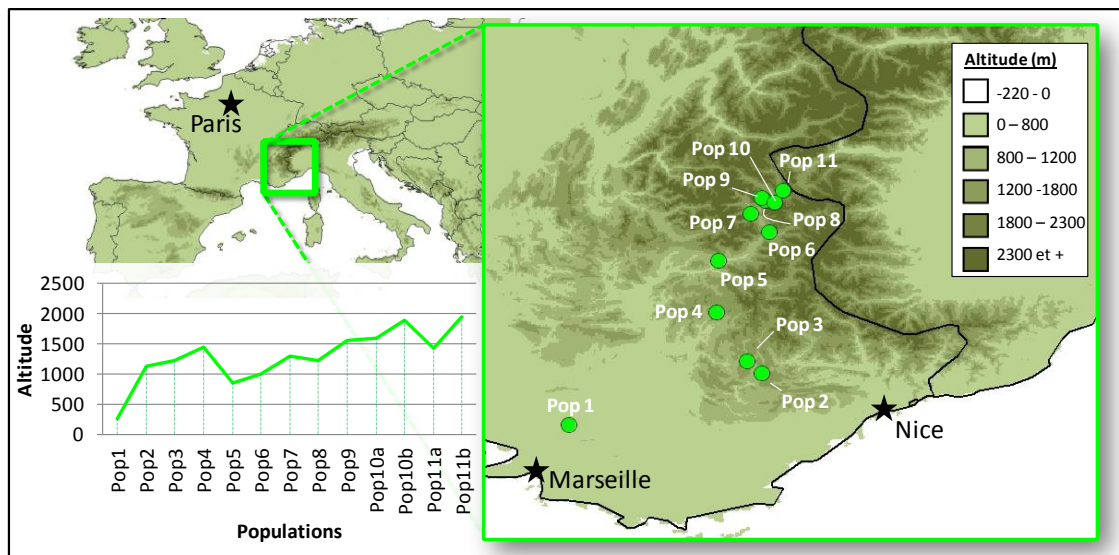 Paris
2500
2000
1500
1000
500
0
Altitude
Pop1
Pop2
Pop3
Pop4
Pop5
Pop6
Pop7
Pop8
Pop9
Pop10a
Pop10b
Pop11a
Pop11b
Populations
Altitude (m)
-220 - 0
0 – 800
800 – 1200
1200 -1800
1800 – 2300
2300 et +
Pop 10
Pop 11
Pop 9
Pop 7
Pop 8
Pop 6
Pop 5
Pop 4
Pop 3
Pop 2
Pop 1
Nice
Marseille